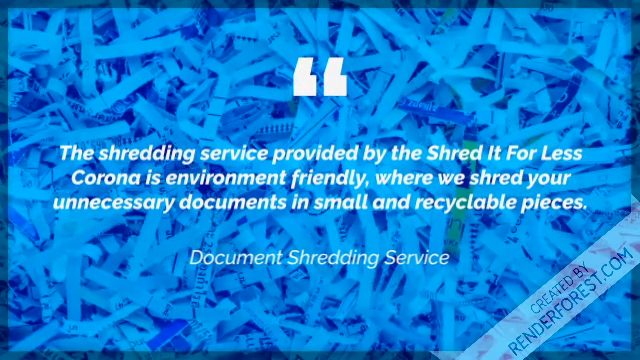 The shredding service provided by the Shred It For Less
Corona is environment friendly, where we shred your
unnecessary documents in small and recyclable pieces.
Document Shredding Service
CREATED BY
RENDERFOREST.COM